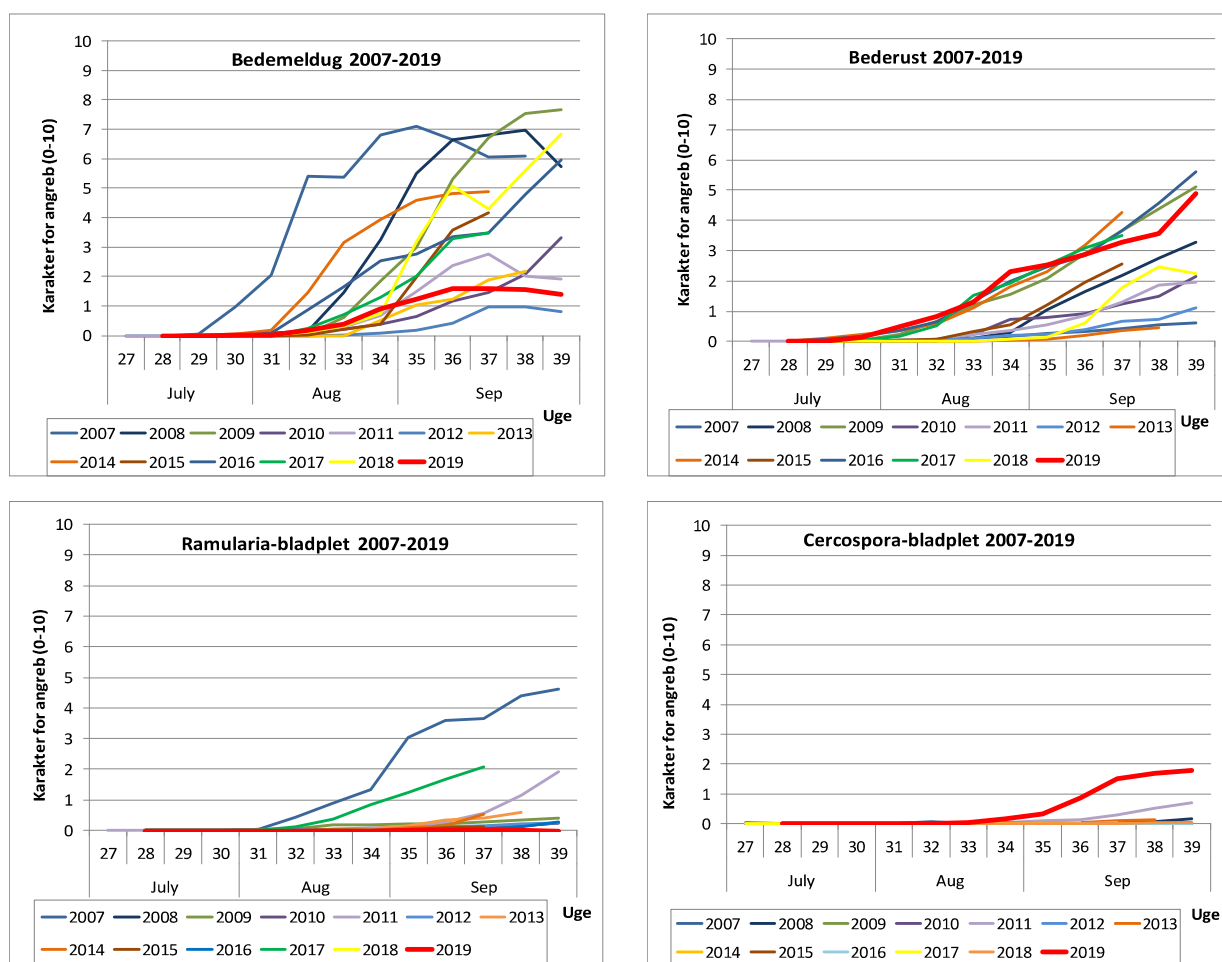 Bedemeldug 2007-2019
Karakter for angreb (0-10)
10
9
8
7
6
5
4
3
2
1
0
27 28 29 30 31 32 33 34 35 36 37 38 39
July Aug Sep
Uge
2007 2008 2009 2010 2011 2012 2013
2014 2015 2016 2017 2018 2019
Bederust 2007-2019
Karakter for angreb (0-10)
10
9
8
7
6
5
4
3
2
1
0
27 28 29 30 31 32 33 34 35 36 37 38 39
July Aug Sep
Uge
2007 2008 2009 2010 2011 2012 2013
2014 2015 2016 2017 2018 2019
Ramularia-bladplet 2007-2019
Karakter for angreb (0-10)
10
9
8
7
6
5
4
3
2
1
0
27 28 29 30 31 32 33 34 35 36 37 38 39
July Aug Sep
Uge
2007 2008 2009 2010 2011 2012 2013
2014 2015 2016 2017 2018 2019
Cercospora-bladplet 2007-2019
Karakter for angreb (0-10)
10
9
8
7
6
5
4
3
2
1
0
27 28 29 30 31 32 33 34 35 36 37 38 39
July Aug Sep
Uge
2007 2008 2009 2010 2011 2012 2013
2014 2015 2016 2017 2018 2019